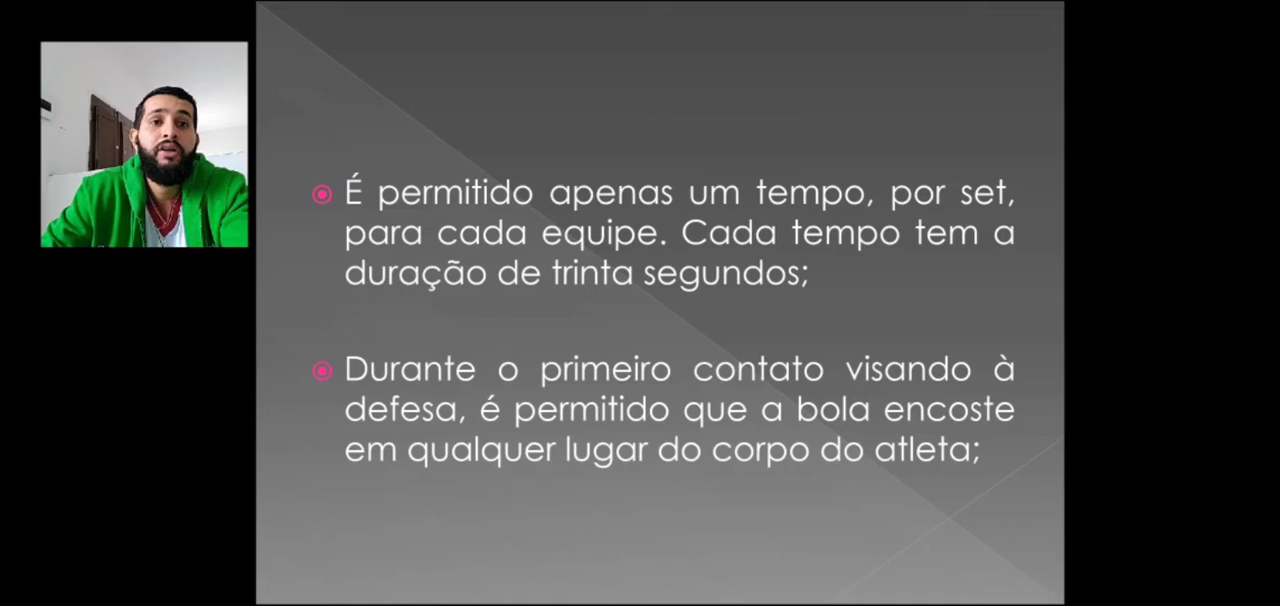 É permitido apenas um tempo, por set,
para cada equipe. Cada tempo tem a
duração de trinta segundos;
Durante o primeiro contato visando à
defesa, é permitido que a bola encoste
em qualquer lugar do corpo do atleta;